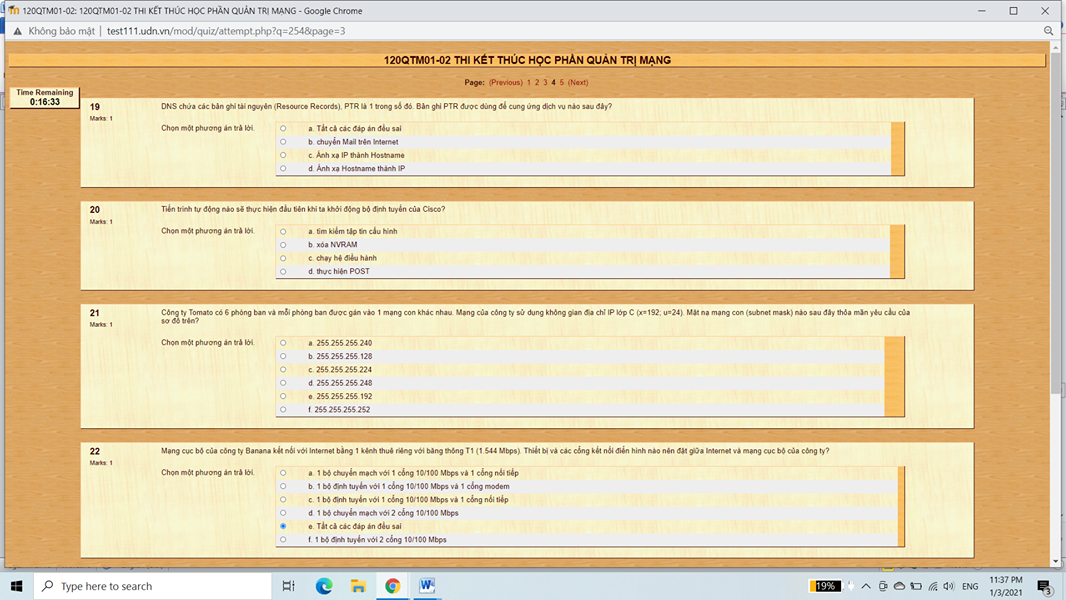 120QTM01-02: 120QTM01-02 THI KẾT THÚC HỌC PHẦN QUẢN TRỊ MẠNG - Google Chrome
Không bảo mật | test111.udn.vn/mod/quiz/attempt.php?q=254&page=3
120QTM01-02 THI KẾT THÚC HỌC PHẦN QUẢN TRỊ MẠNG
Page: (Previous) 1 2 3 4 5 (Next)
Time Remaining
0:16:33
19
Marks: 1
DNS chứa các bản ghi tài nguyên (Resource Records), PTR là 1 trong số đó. Bản ghi PTR được dùng để cung ứng dịch vụ nào sau đây?
Chọn một phương án trả lời.
a. Tất cả các đáp án đều sai
b. chuyển Mail trên Internet
c. Ánh xạ IP thành Hostname
d. Ánh xạ Hostname thành IP
20
Marks: 1
Tiến trình tự động nào sẽ thực hiện đầu tiên khi ta khởi động bộ định tuyến của Cisco?
Chọn một phương án trả lời.
a. tìm kiếm tập tin cấu hình
b. xóa NVRAM
c. chạy hệ điều hành
d. thực hiện POST
21
Marks: 1
Công ty Tomato có 6 phòng ban và mỗi phòng ban được gán vào 1 mạng con khác nhau. Mạng của công ty sử dụng không gian địa chỉ IP lớp C (x=192; u=24). Mặt nạ mạng con (subnet mask) nào sau đây thỏa mãn yêu cầu của
sơ đồ trên?
Chọn một phương án trả lời.
a. 255.255.255.240
b. 255.255.255.128
c. 255.255.255.224
d. 255.255.255.248
e. 255.255.255.192
f. 255.255.255.252
22
Marks: 1
Mạng cục bộ của công ty Banana kết nối với Internet bằng 1 kênh thuê riêng với băng thông T1 (1.544 Mbps). Thiết bị và các cổng kết nối điển hình nào nên đặt giữa Internet và mạng cục bộ của công ty?
Chọn một phương án trả lời.
a. 1 bộ chuyển mạch với 1 cổng 10/100 Mbps và 1 cổng nối tiếp
b. 1 bộ định tuyến với 1 cổng 10/100 Mbps và 1 cổng modem
c. 1 bộ định tuyến với 1 cổng 10/100 Mbps và 1 cổng nối tiếp
d. 1 bộ chuyển mạch với 2 cổng 10/100 Mbps
e. Tất cả các đáp án đều sai
f. 1 bộ định tuyến với 2 cổng 10/100 Mbps
Type here to search
19%
ENG
11:37 PM
1/3/2021
3